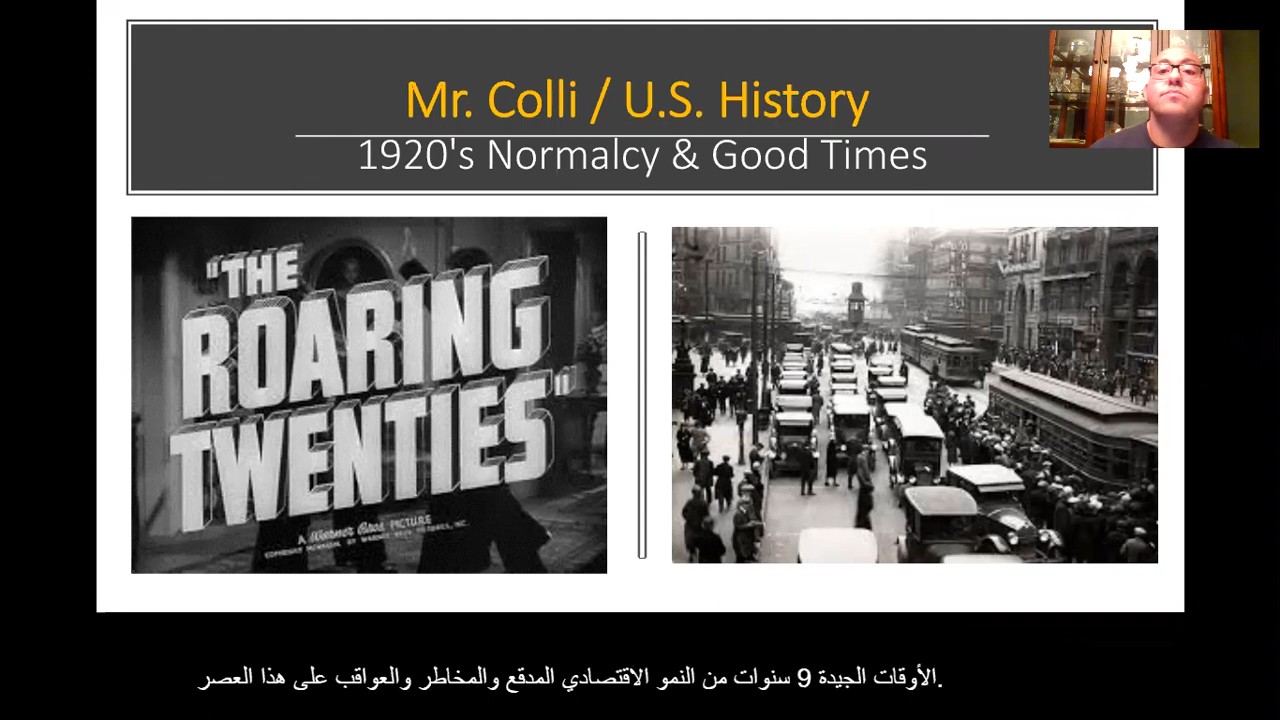 Mr. Colli / U.S. History
1920's Normalcy & Good Times
"THE
ROARING
TWENTIES"
A Warner Bros. PICTURE
.الأوقات الجيدة 9 سنوات من النمو الاقتصادي المدقع والمخاطر والعواقب على هذا العصر